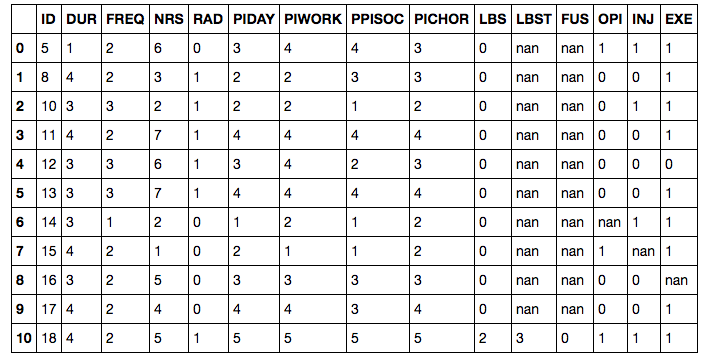 ID DUR FREQ NRS RAD PIDAY PIWORK PPISOC PICHOR LBS LBST FUS OPI INJ EXE
0 5 1 2 6 0 3 4 4 3 0 nan nan 1 1 1
1 8 4 2 3 1 2 2 3 3 0 nan nan 0 0 1
2 10 3 3 2 1 2 2 1 2 0 nan nan 0 1 1
3 11 4 2 7 1 4 4 4 4 0 nan nan 0 0 1
4 12 3 3 6 1 3 4 2 3 0 nan nan 0 0 0
5 13 3 3 7 1 4 4 4 4 0 nan nan 0 0 1
6 14 3 1 2 0 1 2 1 2 0 nan nan nan 1 1
7 15 4 2 1 0 2 1 1 2 0 nan nan 1 nan 1
8 16 3 2 5 0 3 3 3 3 0 nan nan 0 0 nan
9 17 4 2 4 0 4 4 3 4 0 nan nan 0 0 1
10 18 4 2 5 1 5 5 5 5 2 3 0 1 1 1